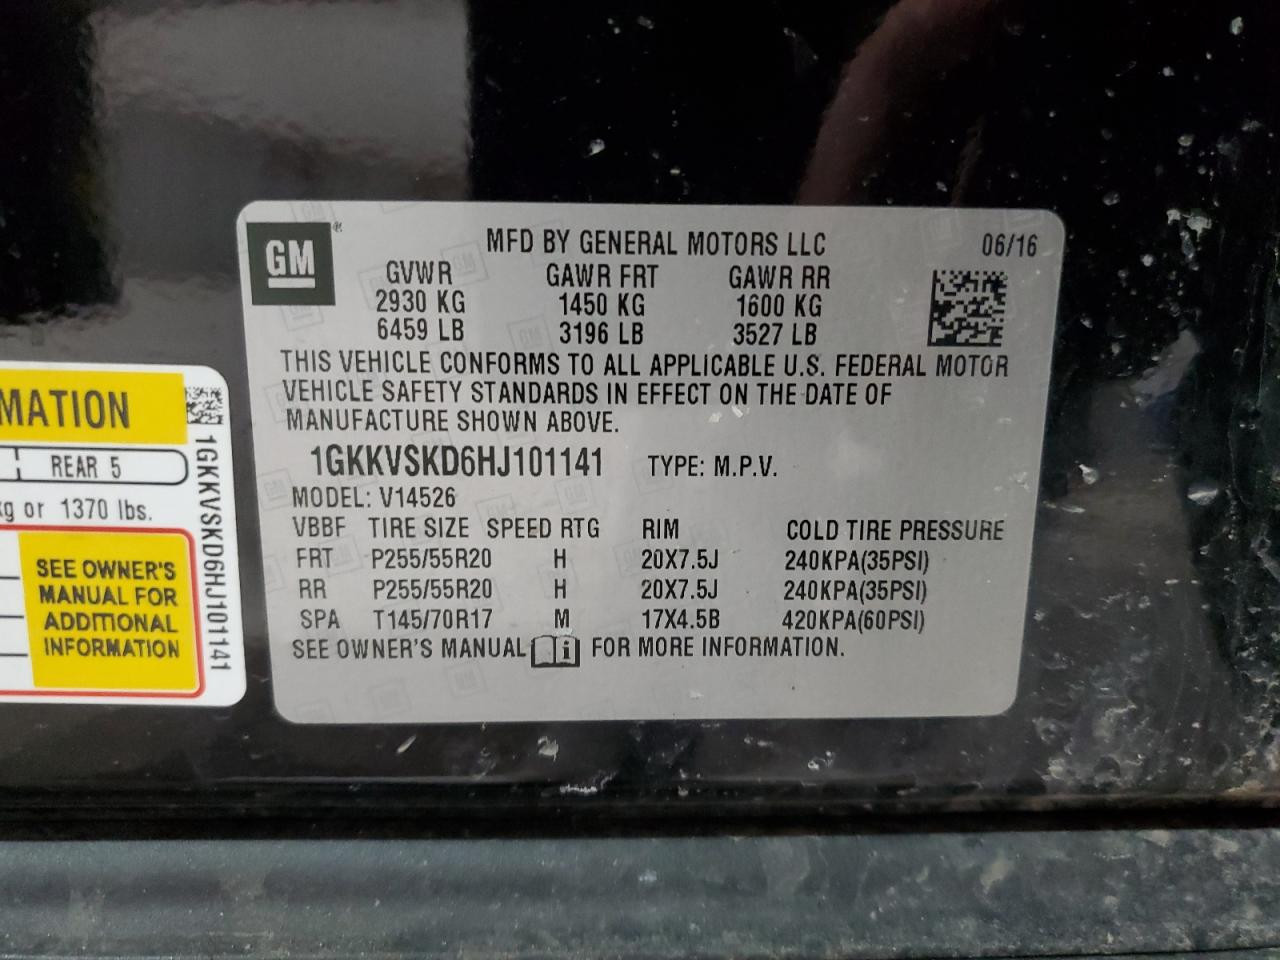 MATION
REAR 5
kg or 1370 lbs.
SEE OWNER'S
MANUAL FOR
ADDITIONAL
INFORMATION
1GKKVSKD6HJ101141
GM
®
MFD BY GENERAL MOTORS LLC 06/16
GVWR GAWR FRT GAWR RR
2930 KG 1450 KG 1600 KG
6459 LB 3196 LB 3527 LB
THIS VEHICLE CONFORMS TO ALL APPLICABLE U.S. FEDERAL MOTOR
VEHICLE SAFETY STANDARDS IN EFFECT ON THE DATE OF
MANUFACTURE SHOWN ABOVE.
1GKKVSKD6HJ101141 TYPE: M.P.V.
MODEL: V14526
VBBF TIRE SIZE SPEED RTG RIM COLD TIRE PRESSURE
FRT P255/55R20 H 20X7.5J 240KPA(35PSI)
RR P255/55R20 H 20X7.5J 240KPA(35PSI)
SPA T145/70R17 M 17X4.5B 420KPA(60PSI)
SEE OWNER'S MANUAL i FOR MORE INFORMATION.